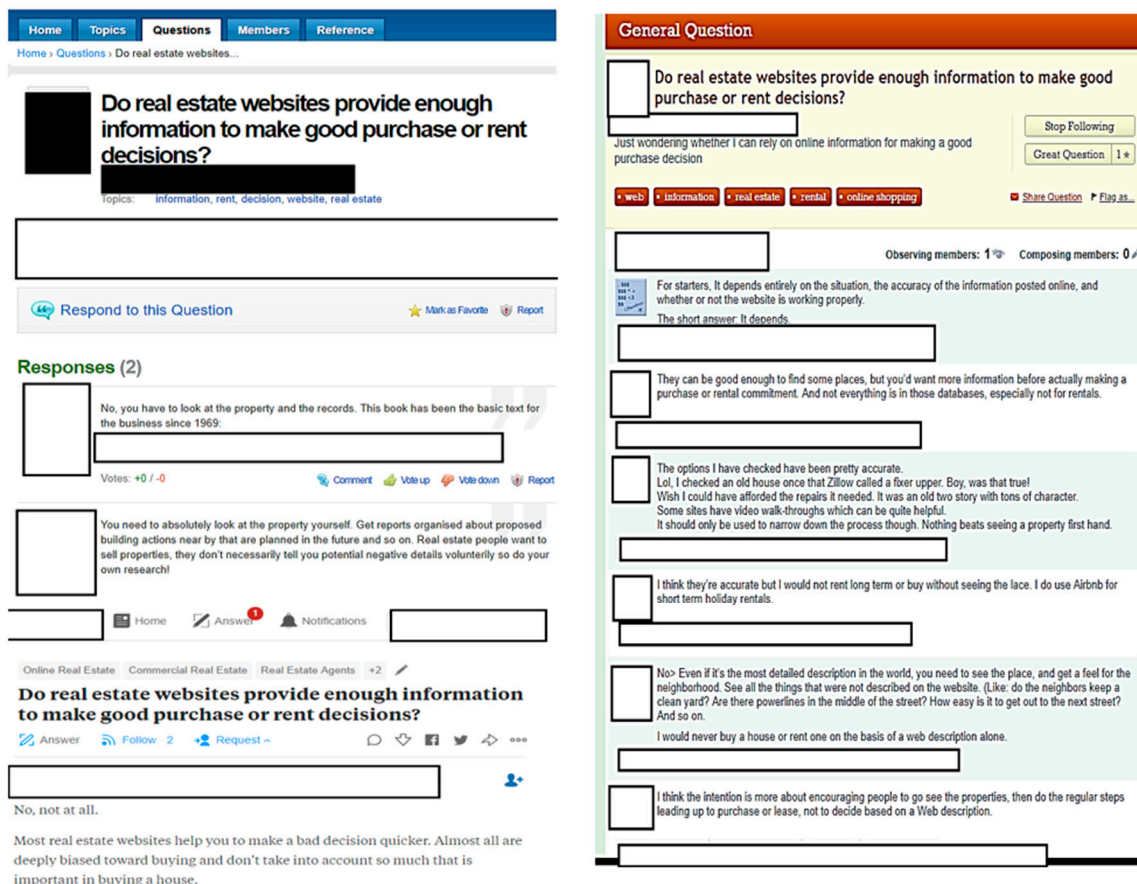 Home Topics Questions Members Reference
Home › Questions › Do real estate websites...
Do real estate websites provide enough
information to make good purchase or rent
decisions?
Topics: information, rent, decision, website, real estate
Respond to this Question
Mark as Favorite Report
Responses (2)
No, you have to look at the property and the records. This book has been the basic text for
the business since 1969:
Votes: +0 / -0
Comment Vote up Vote down Report
You need to absolutely look at the property yourself. Get reports organised about proposed
building actions near by that are planned in the future and so on. Real estate people want to
sell properties, they don't necessarily tell you potential negative details volunterily so do your
own research!
Home Answer 1 Notifications
Online Real Estate Commercial Real Estate Real Estate Agents +2
Do real estate websites provide enough information
to make good purchase or rent decisions?
Answer Follow 2 Request
No, not at all.
Most real estate websites help you to make a bad decision quicker. Almost all are
deeply biased toward buying and don't take into account so much that is
important in buying a house.
General Question
Do real estate websites provide enough information to make good
purchase or rent decisions?
Just wondering whether I can rely on online information for making a good
purchase decision
Stop Following
Great Question 1
web information real estate rental online shopping
Share Question Flag as...
Observing members: 1 Composing members: 0
For starters, It depends entirely on the situation, the accuracy of the information posted online, and
whether or not the website is working properly.
The short answer: It depends.
They can be good enough to find some places, but you'd want more information before actually making a
purchase or rental commitment. And not everything is in those databases, especially not for rentals.
The options I have checked have been pretty accurate.
Lol, I checked an old house once that Zillow called a fixer upper. Boy, was that true!
Wish I could have afforded the repairs it needed. It was an old two story with tons of character.
Some sites have video walk-throughs which can be quite helpful.
It should only be used to narrow down the process though. Nothing beats seeing a property first hand.
I think they're accurate but I would not rent long term or buy without seeing the lace. I do use Airbnb for
short term holiday rentals.
No> Even if it's the most detailed description in the world, you need to see the place, and get a feel for the
neighborhood. See all the things that were not described on the website. (Like: do the neighbors keep a
clean yard? Are there powerlines in the middle of the street? How easy is it to get out to the next street?
And so on.
I would never buy a house or rent one on the basis of a web description alone.
I think the intention is more about encouraging people to go see the properties, then do the regular steps
leading up to purchase or lease, not to decide based on a Web description.